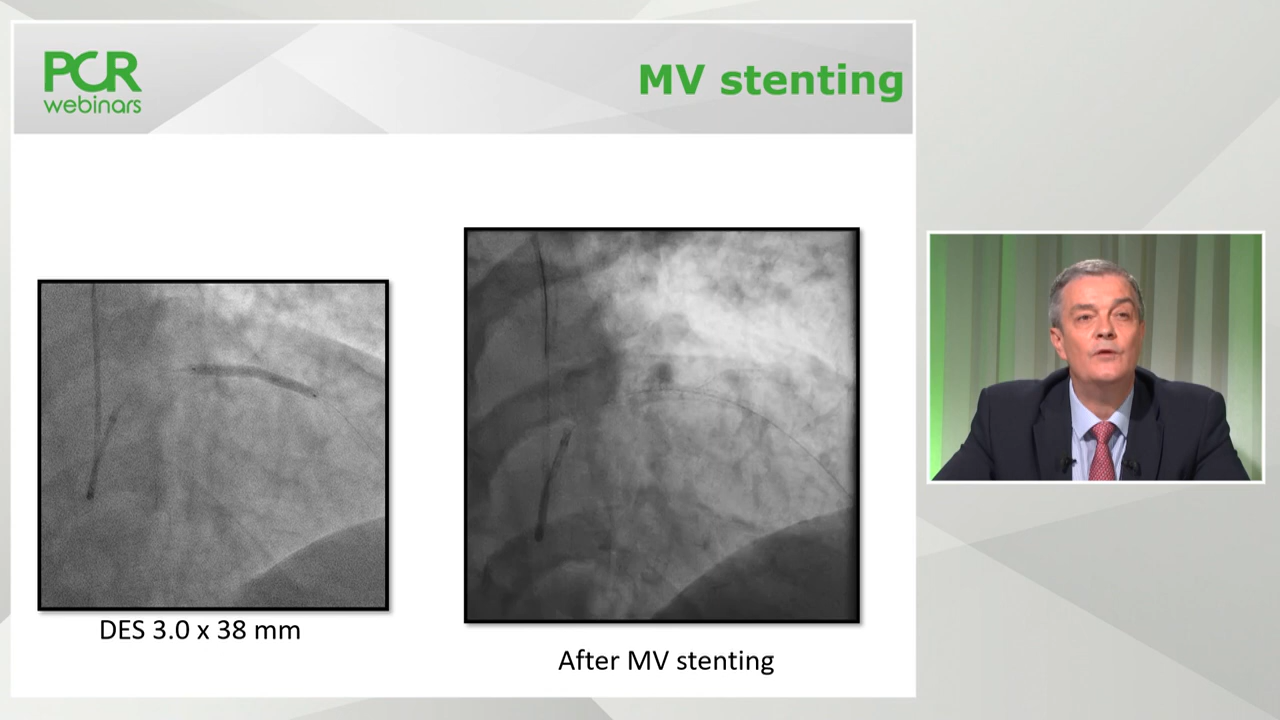 PCR
webinars
MV stenting
DES 3.0 x 38 mm
After MV stenting